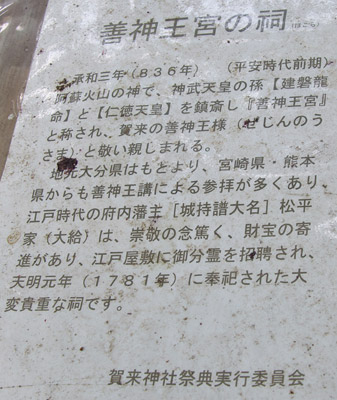 善神王宮の祠
承和三年(836年) (平安時代前期)
阿蘇火山の神で、神武天皇の孫【建磐龍
命】と【仁徳天皇】を鎮斎し『善神王宮』
と称され、賀来の善神王様(ぜじんのう
さま)と敬い親しまれる。
地元大分県はもとより、宮崎県・熊本
県からも善神王講による参拝が多くあり、
江戸時代の府内藩主[城持譜大名]松平
家(大給)は、崇敬の念篤く、財宝の寄
進があり、江戸屋敷に御分霊を招聘され、
天明元年(1781年)に奉祀された大
変貴重な祠です。
賀来神社祭典実行委員会